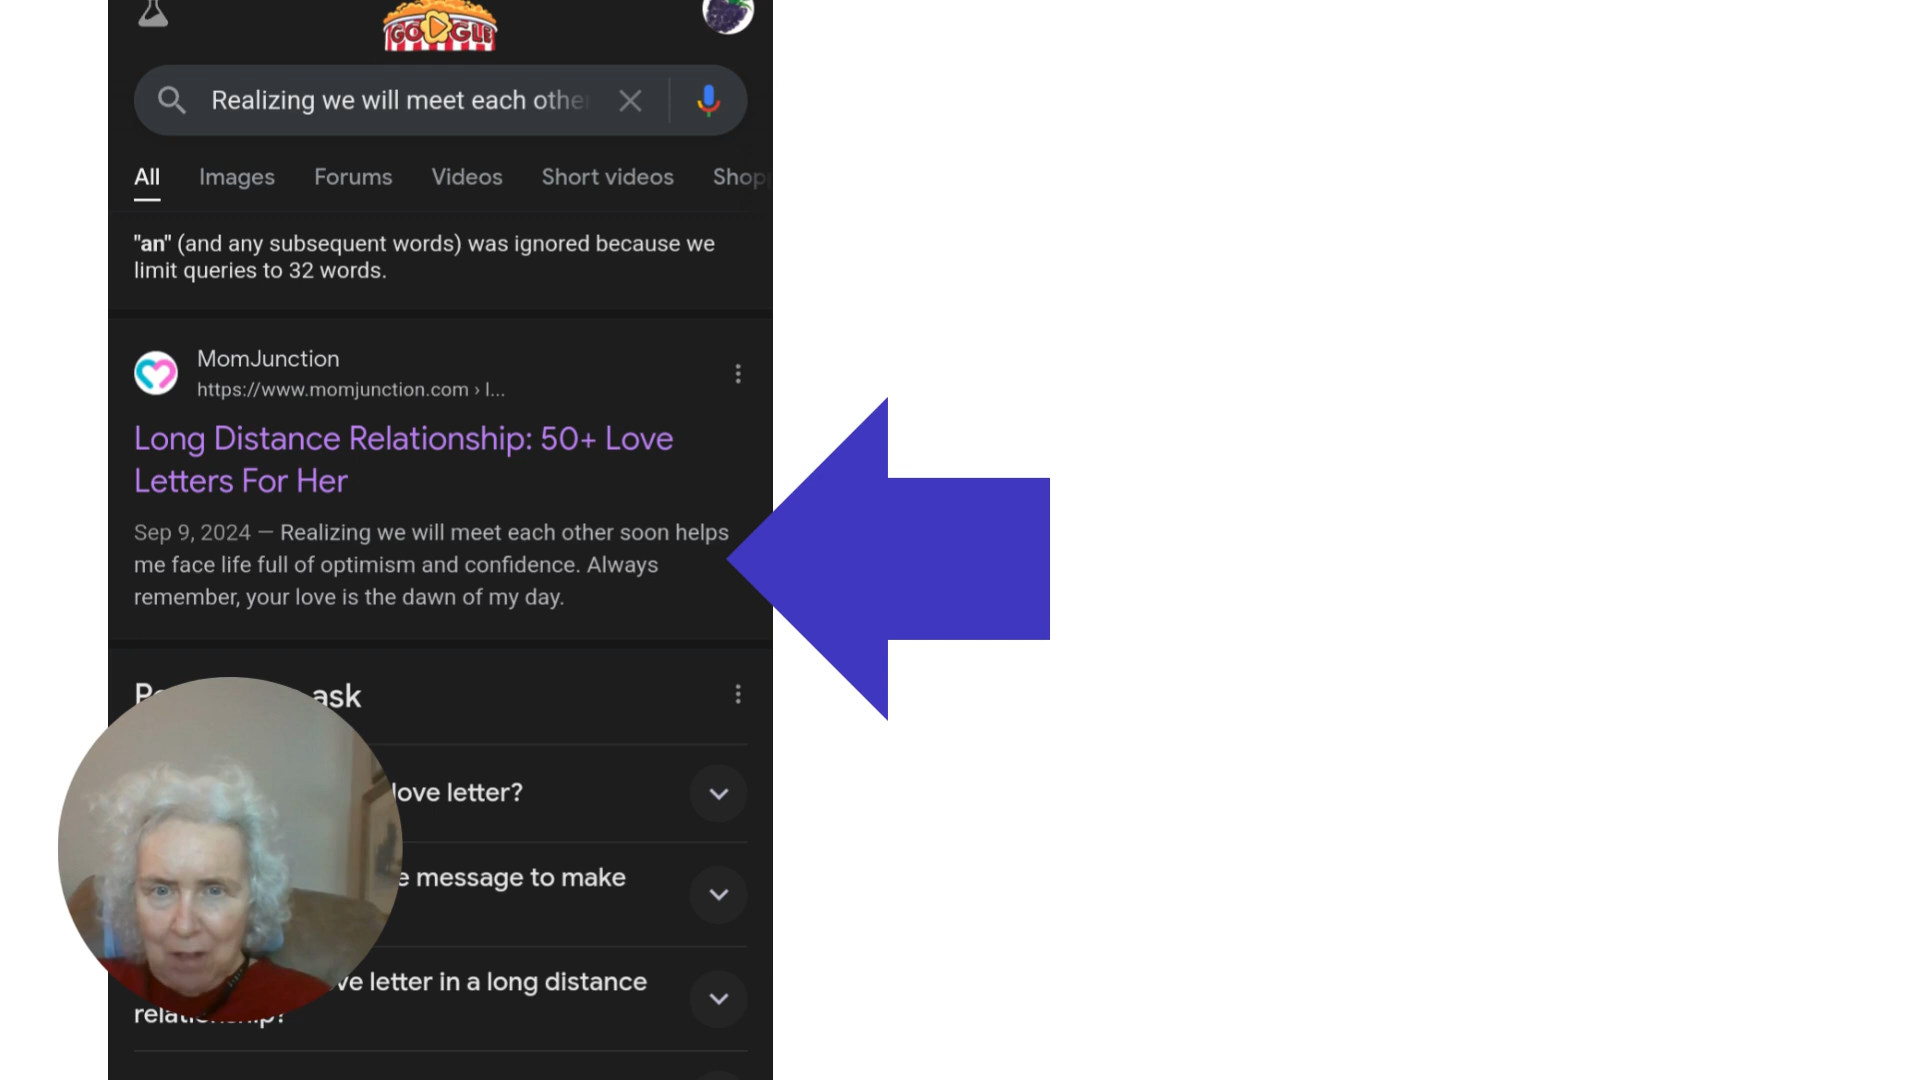 GOOGLE
Realizing we will meet each othe
All Images Forums Videos Short videos Shop
"an" (and any subsequent words) was ignored because we
limit queries to 32 words.
MomJunction
https://www.momjunction.com › l...
Long Distance Relationship: 50+ Love
Letters For Her
Sep 9, 2024 — Realizing we will meet each other soon helps
me face life full of optimism and confidence. Always
remember, your love is the dawn of my day.
ask
love letter?
message to make
letter in a long distance